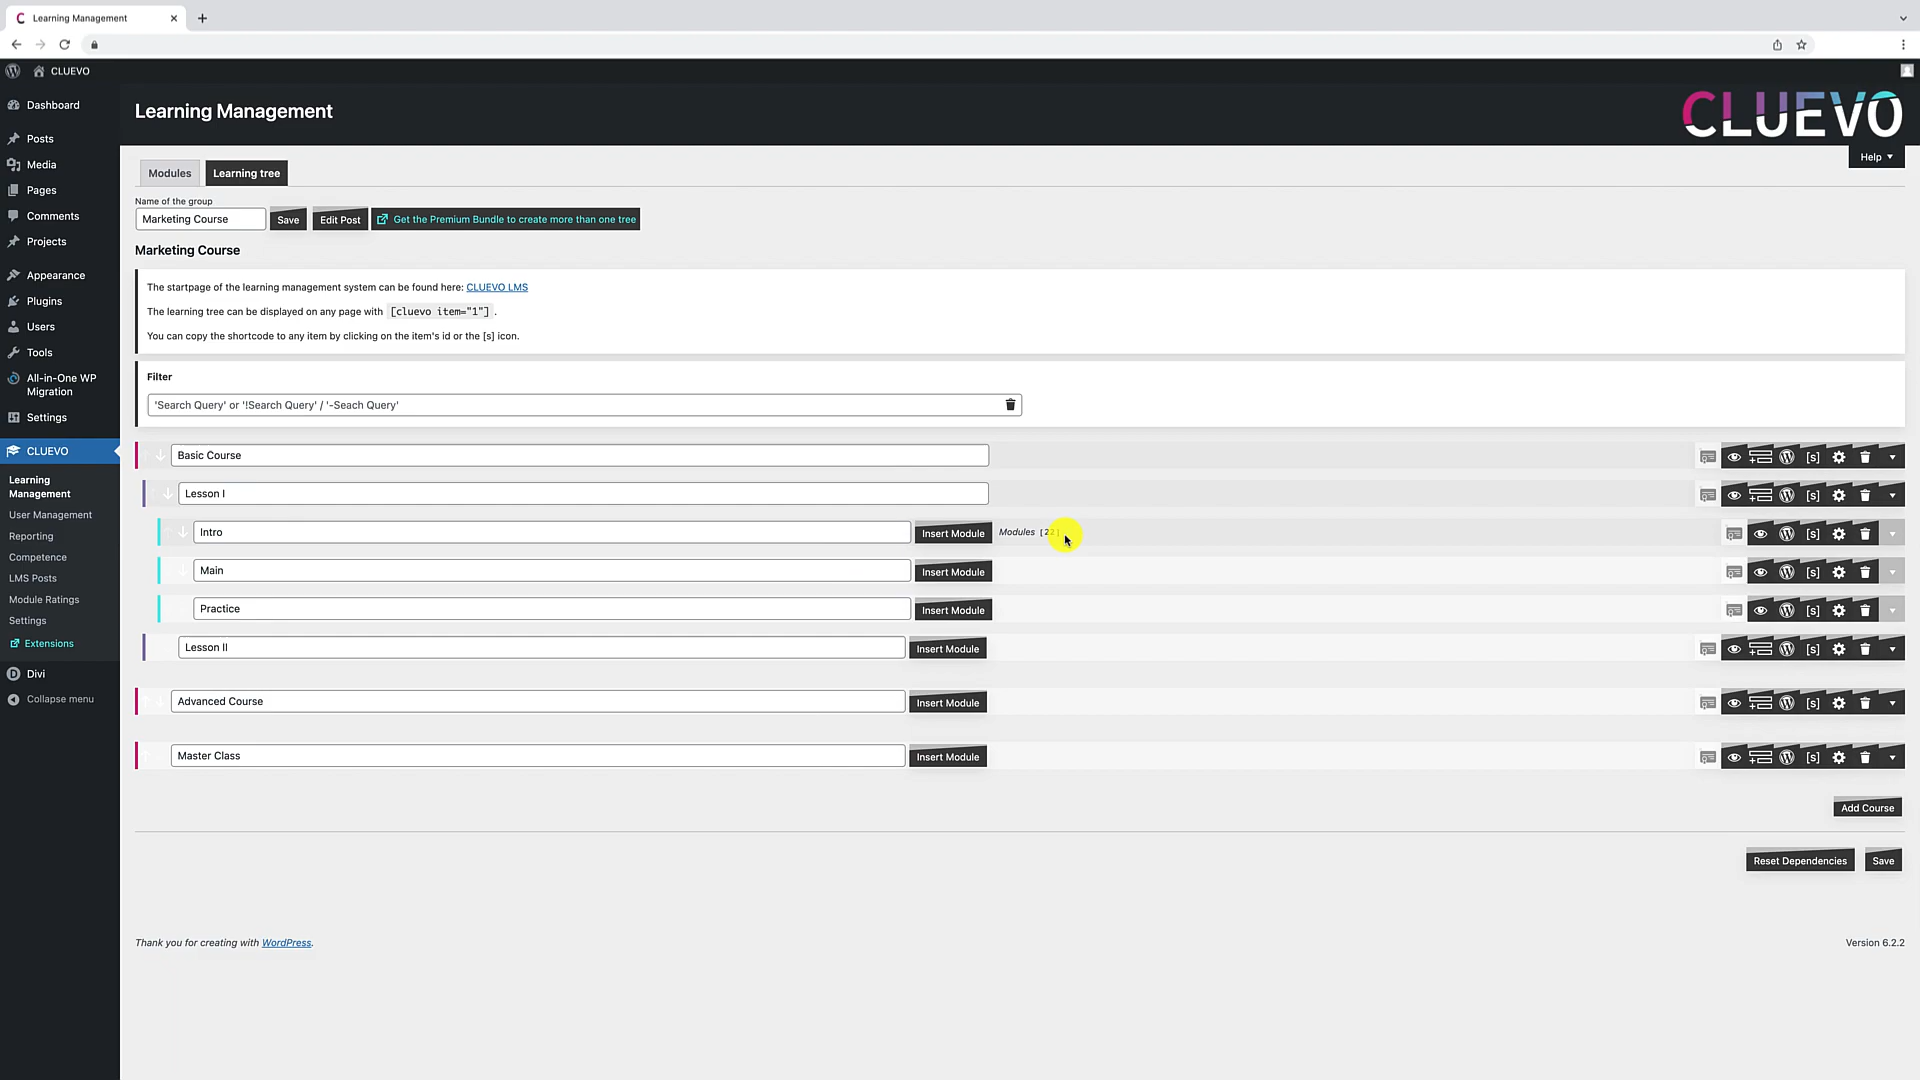 Learning Management
CLUEVO
Dashboard
Posts
Media
Pages
Comments
Projects
Appearance
Plugins
Users
Tools
All-in-One WP
Migration
Settings
CLUEVO
Learning
Management
User Management
Reporting
Competence
LMS Posts
Module Ratings
Settings
Extensions
Divi
Collapse menu
Learning Management
CLUEVO
Help
Modules
Learning tree
Name of the group
Marketing Course
Save
Edit Post
Get the Premium Bundle to create more than one tree
Marketing Course
The startpage of the learning management system can be found here: CLUEVO LMS
The learning tree can be displayed on any page with [cluevo item="1"] .
You can copy the shortcode to any item by clicking on the item's id or the [s] icon.
Filter
'Search Query' or '!Search Query' / '-Seach Query'
Basic Course
[s]
Lesson I
[s]
Intro
Insert Module
Modules [22]
[s]
Main
Insert Module
[s]
Practice
Insert Module
[s]
Lesson II
Insert Module
[s]
Advanced Course
Insert Module
[s]
Master Class
Insert Module
[s]
Add Course
Reset Dependencies
Save
Thank you for creating with WordPress.
Version 6.2.2